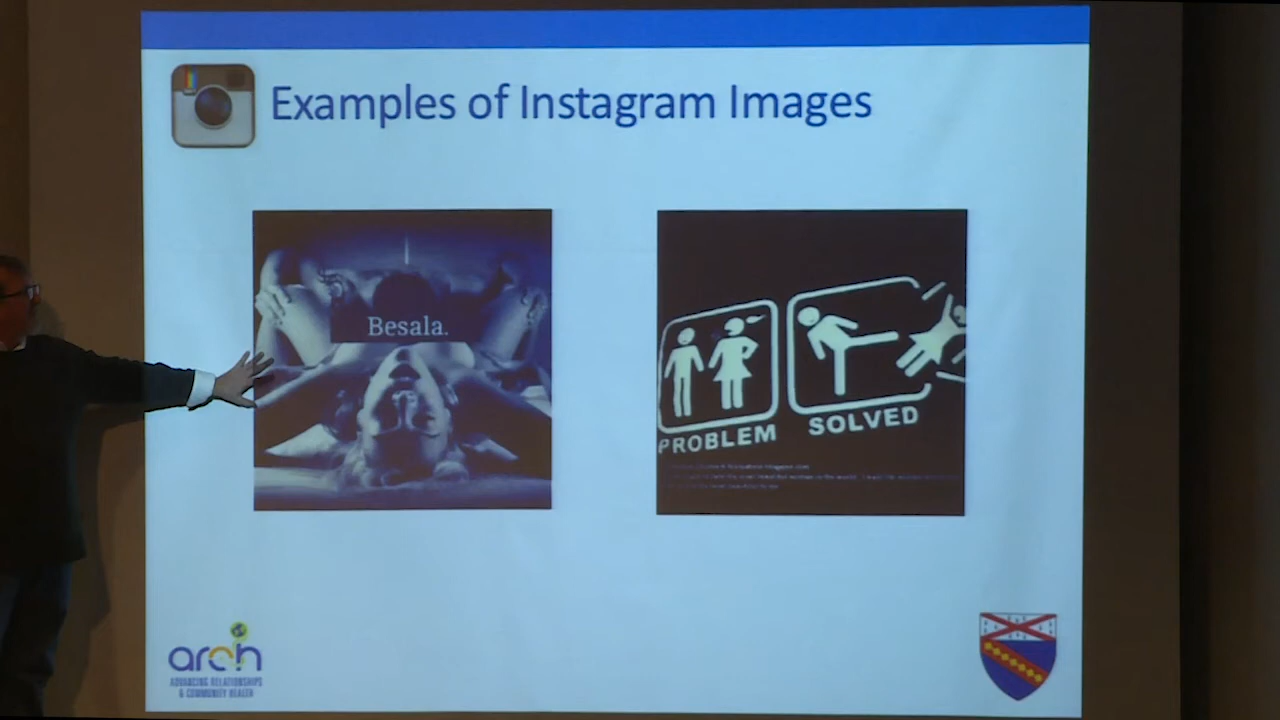 Examples of Instagram Images
Besala.
PROBLEM
SOLVED
arch
ADVANCING RELATIONSHIPS
& COMMUNITY HEALTH